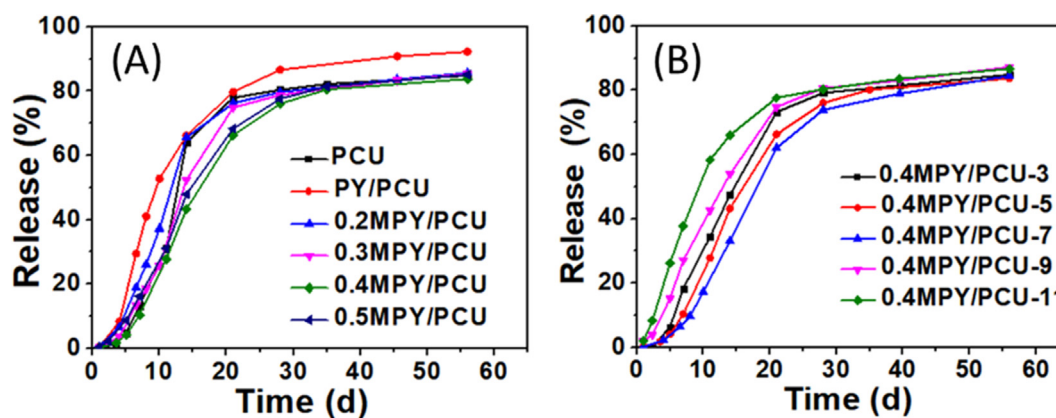 (A)
Release (%)
100
80
60
40
20
0
PCU
PY/PCU
0.2MPY/PCU
0.3MPY/PCU
0.4MPY/PCU
0.5MPY/PCU
0 10 20 30 40 50 60
Time (d)
(B)
Release (%)
100
80
60
40
20
0
0.4MPY/PCU-3
0.4MPY/PCU-5
0.4MPY/PCU-7
0.4MPY/PCU-9
0.4MPY/PCU-11
0 10 20 30 40 50 60
Time (d)